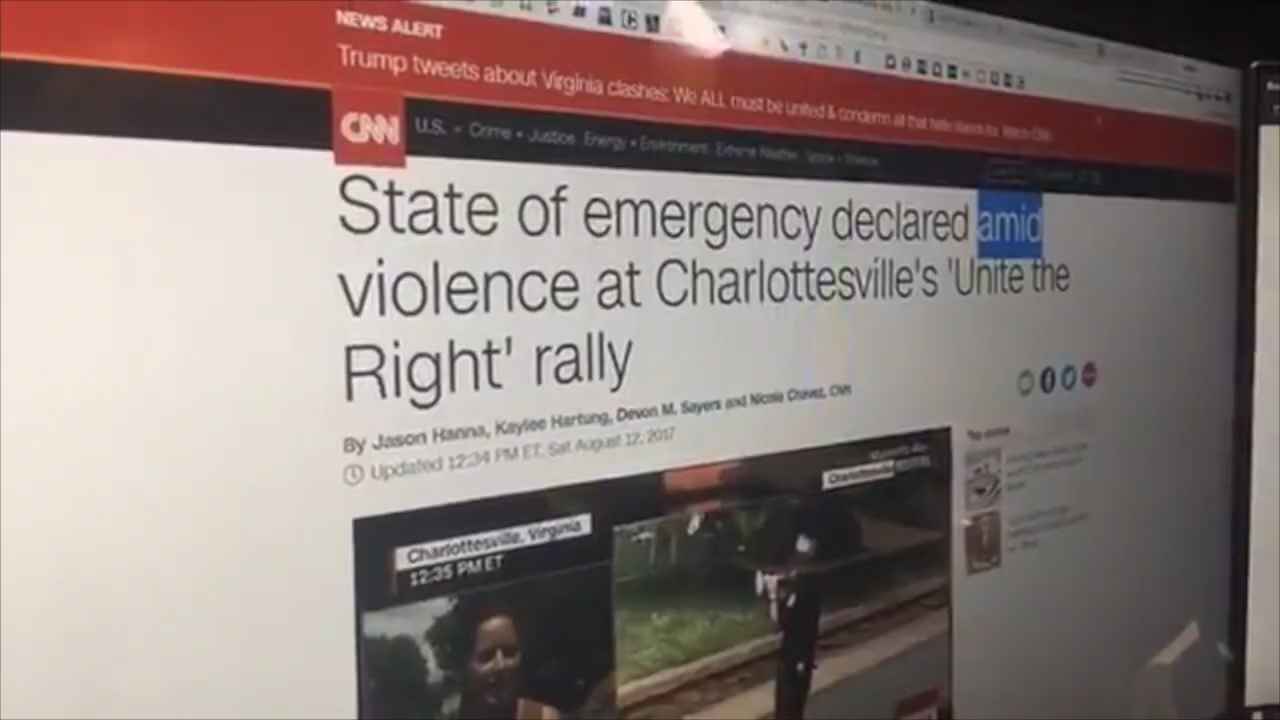 NEWS ALERT
Trump tweets about Virginia clashes: We ALL must be united & condemn all that hate stands for. Watch CNN
CNN
U.S. Crime + Justice Energy + Environment Extreme Weather Space + Science
State of emergency declared amid
violence at Charlottesville's 'Unite the
Right' rally
By Jason Hanna, Kaylee Hartung, Devon M. Sayers and Nicole Chavez, CNN
Updated 12:34 PM ET, Sat August 12, 2017
Top stories
Charlottesville
Charlottesville, Virginia
12:35 PM ET